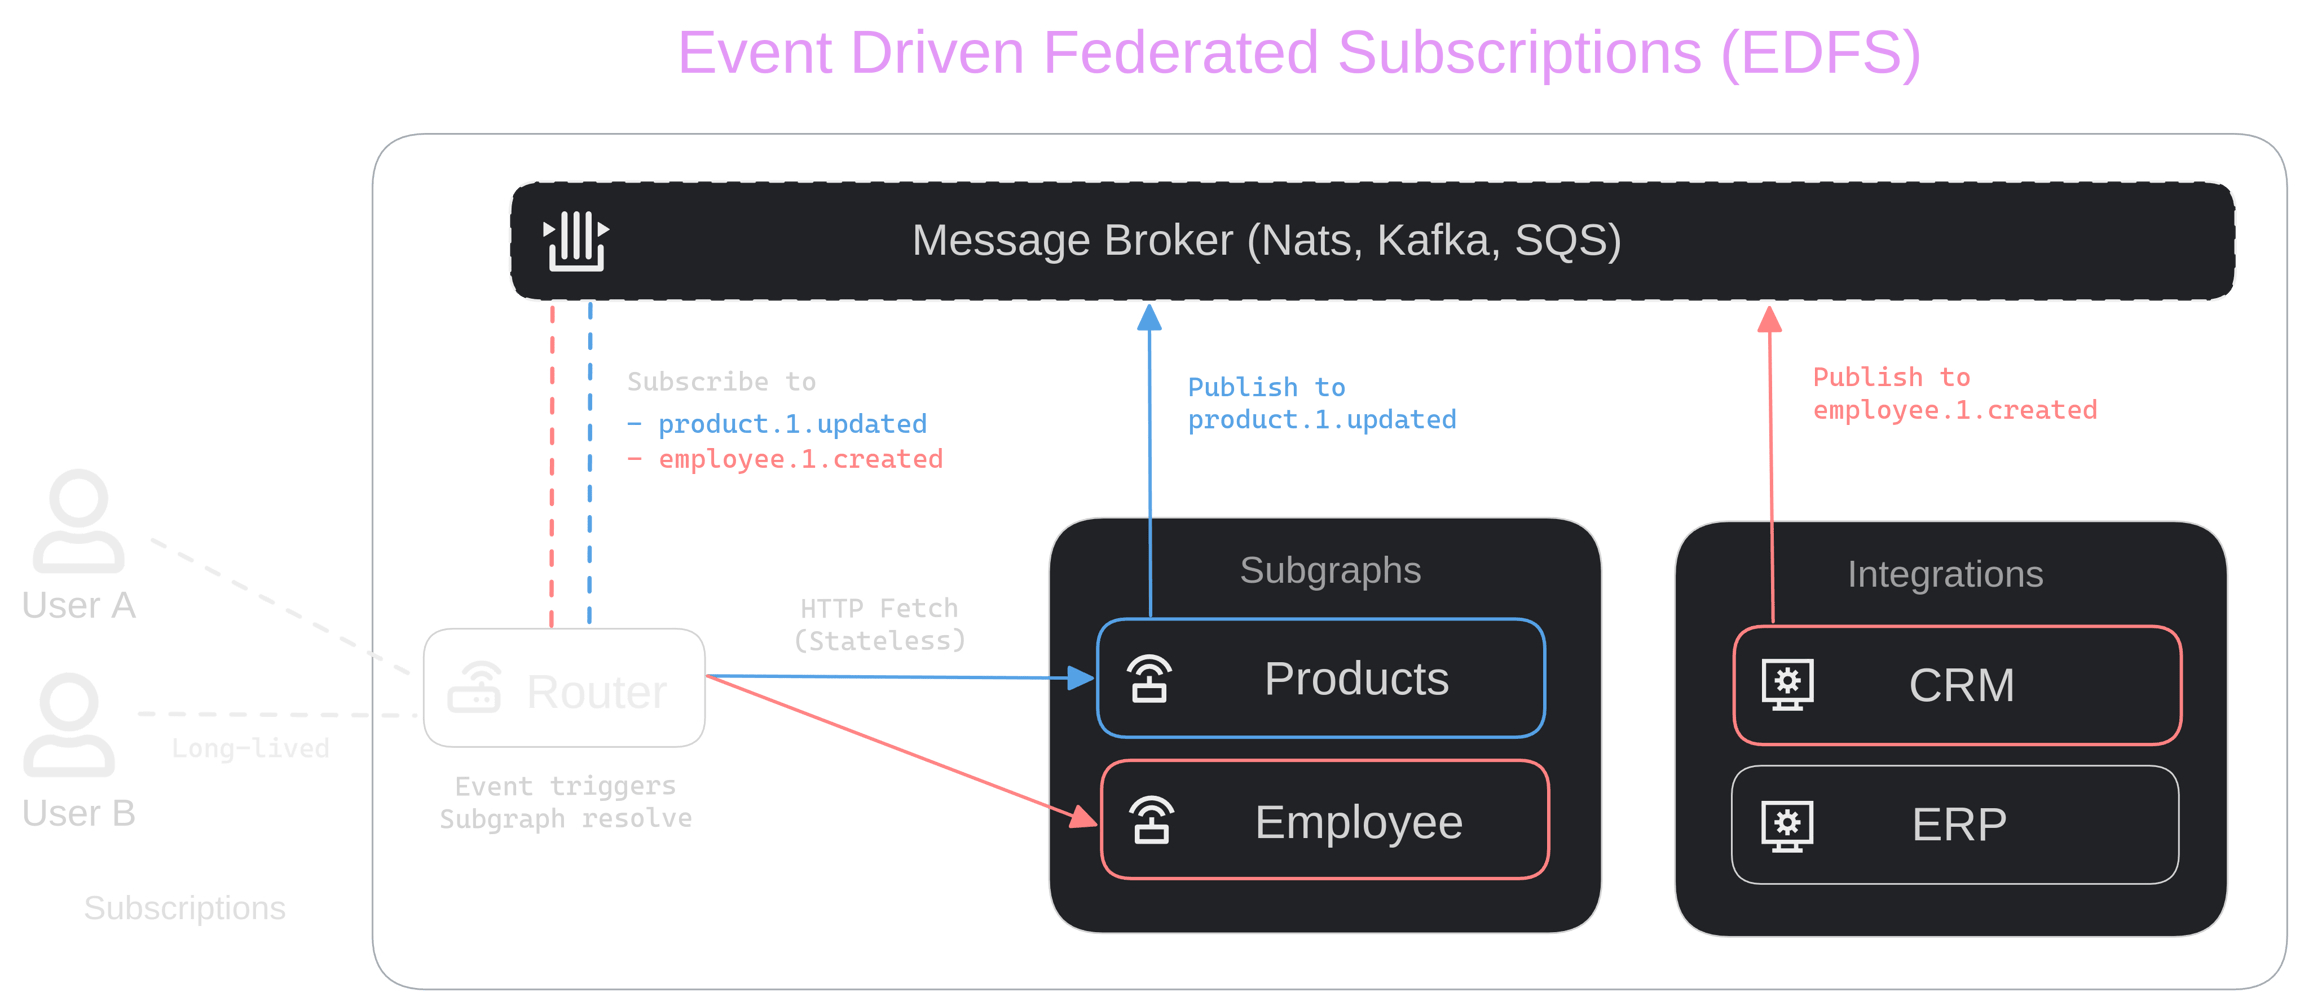 Event Driven Federated Subscriptions (EDFS)
Message Broker (Nats, Kafka, SQS)
Subscribe to
- product.1.updated
- employee.1.created
Publish to
product.1.updated
Publish to
employee.1.created
User A
User B
Long-lived
Subscriptions
Router
Event triggers
Subgraph resolve
HTTP Fetch
(Stateless)
Subgraphs
Products
Employee
Integrations
CRM
ERP